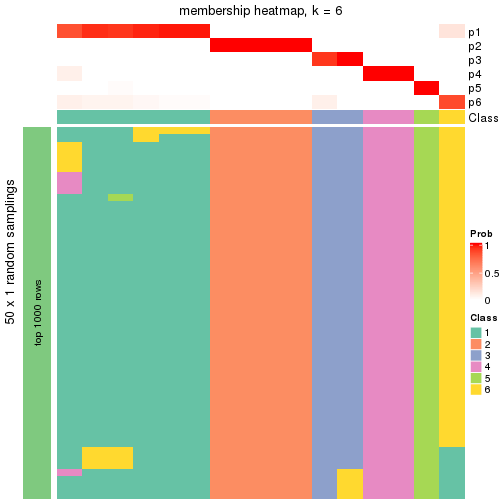 membership heatmap, k = 6
p1
p2
p3
p4
p5
p6
Class
50 x 1 random samplings
top 1000 rows
Prob
1
0.5
0
Class
1
2
3
4
5
6